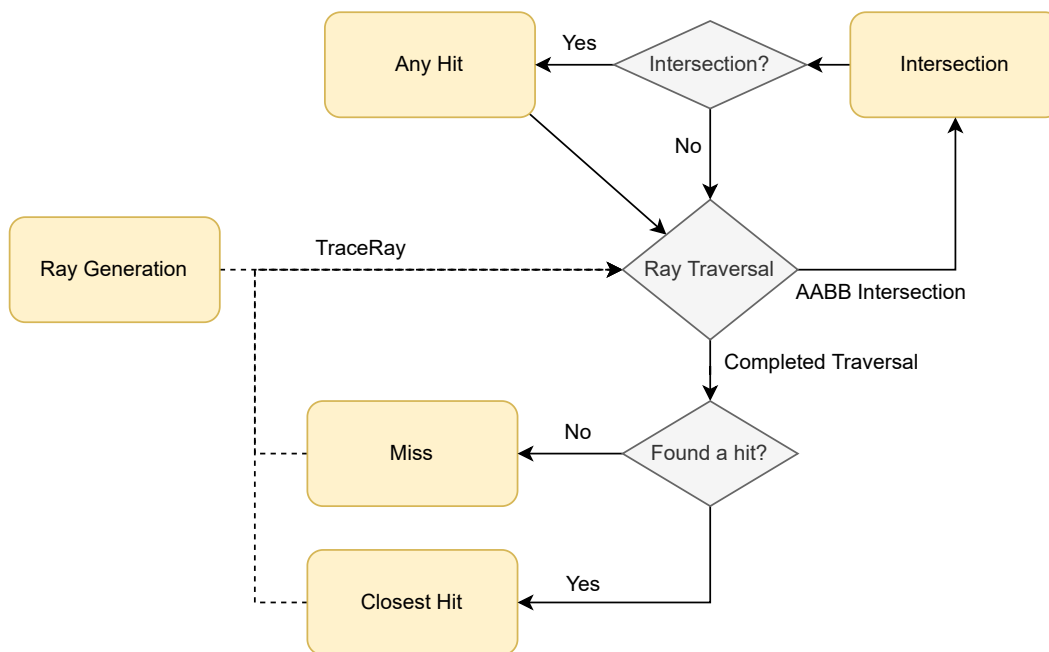 Yes
Any Hit
Intersection?
Intersection
No
TraceRay
Ray Generation
Ray Traversal
AABB Intersection
Completed Traversal
No
Miss
Found a hit?
Yes
Closest Hit